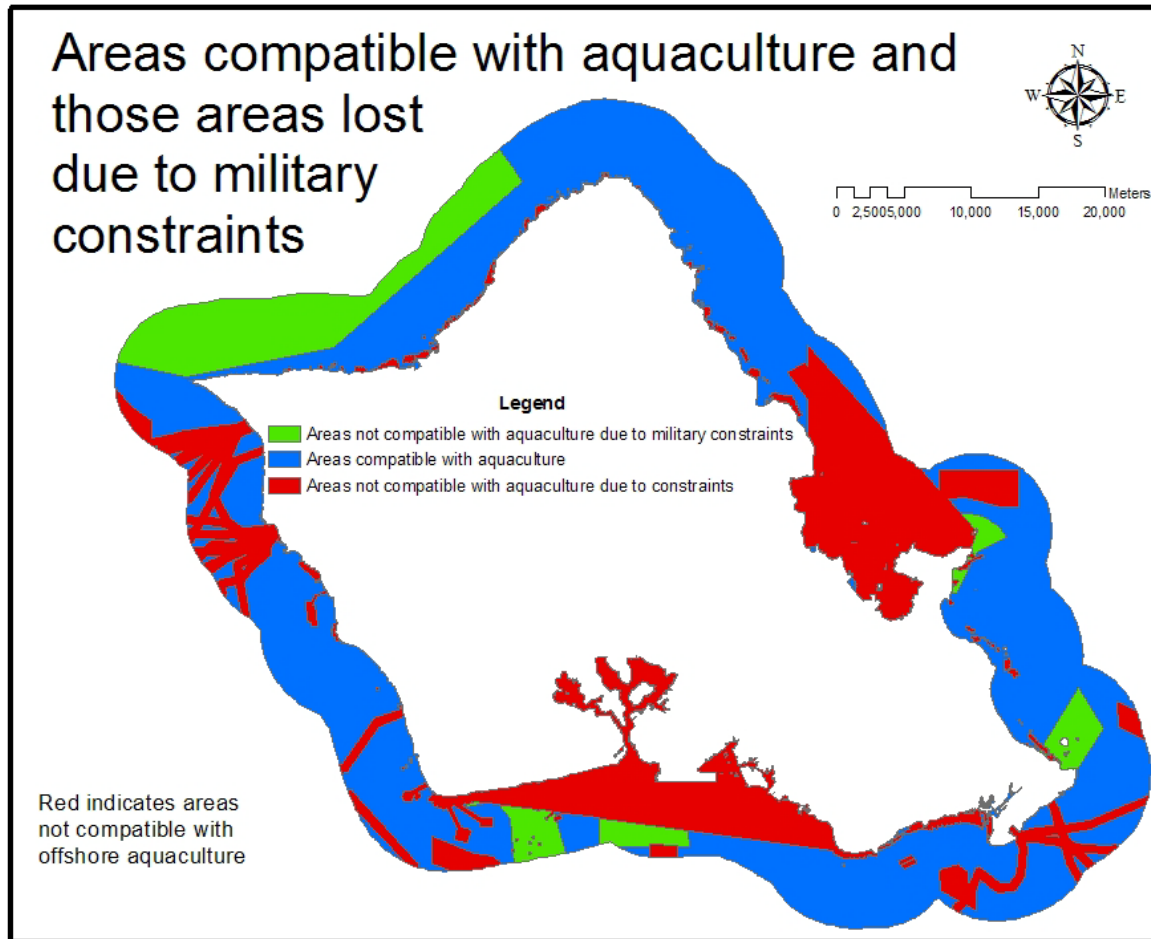 Areas compatible with aquaculture and
those areas lost
due to military
constraints
N
W E
S
Meters
0 2,5005,000 10,000 15,000 20,000
Legend
Areas not compatible with aquaculture due to military constraints
Areas compatible with aquaculture
Areas not compatible with aquaculture due to constraints
Red indicates areas
not compatible with
offshore aquaculture